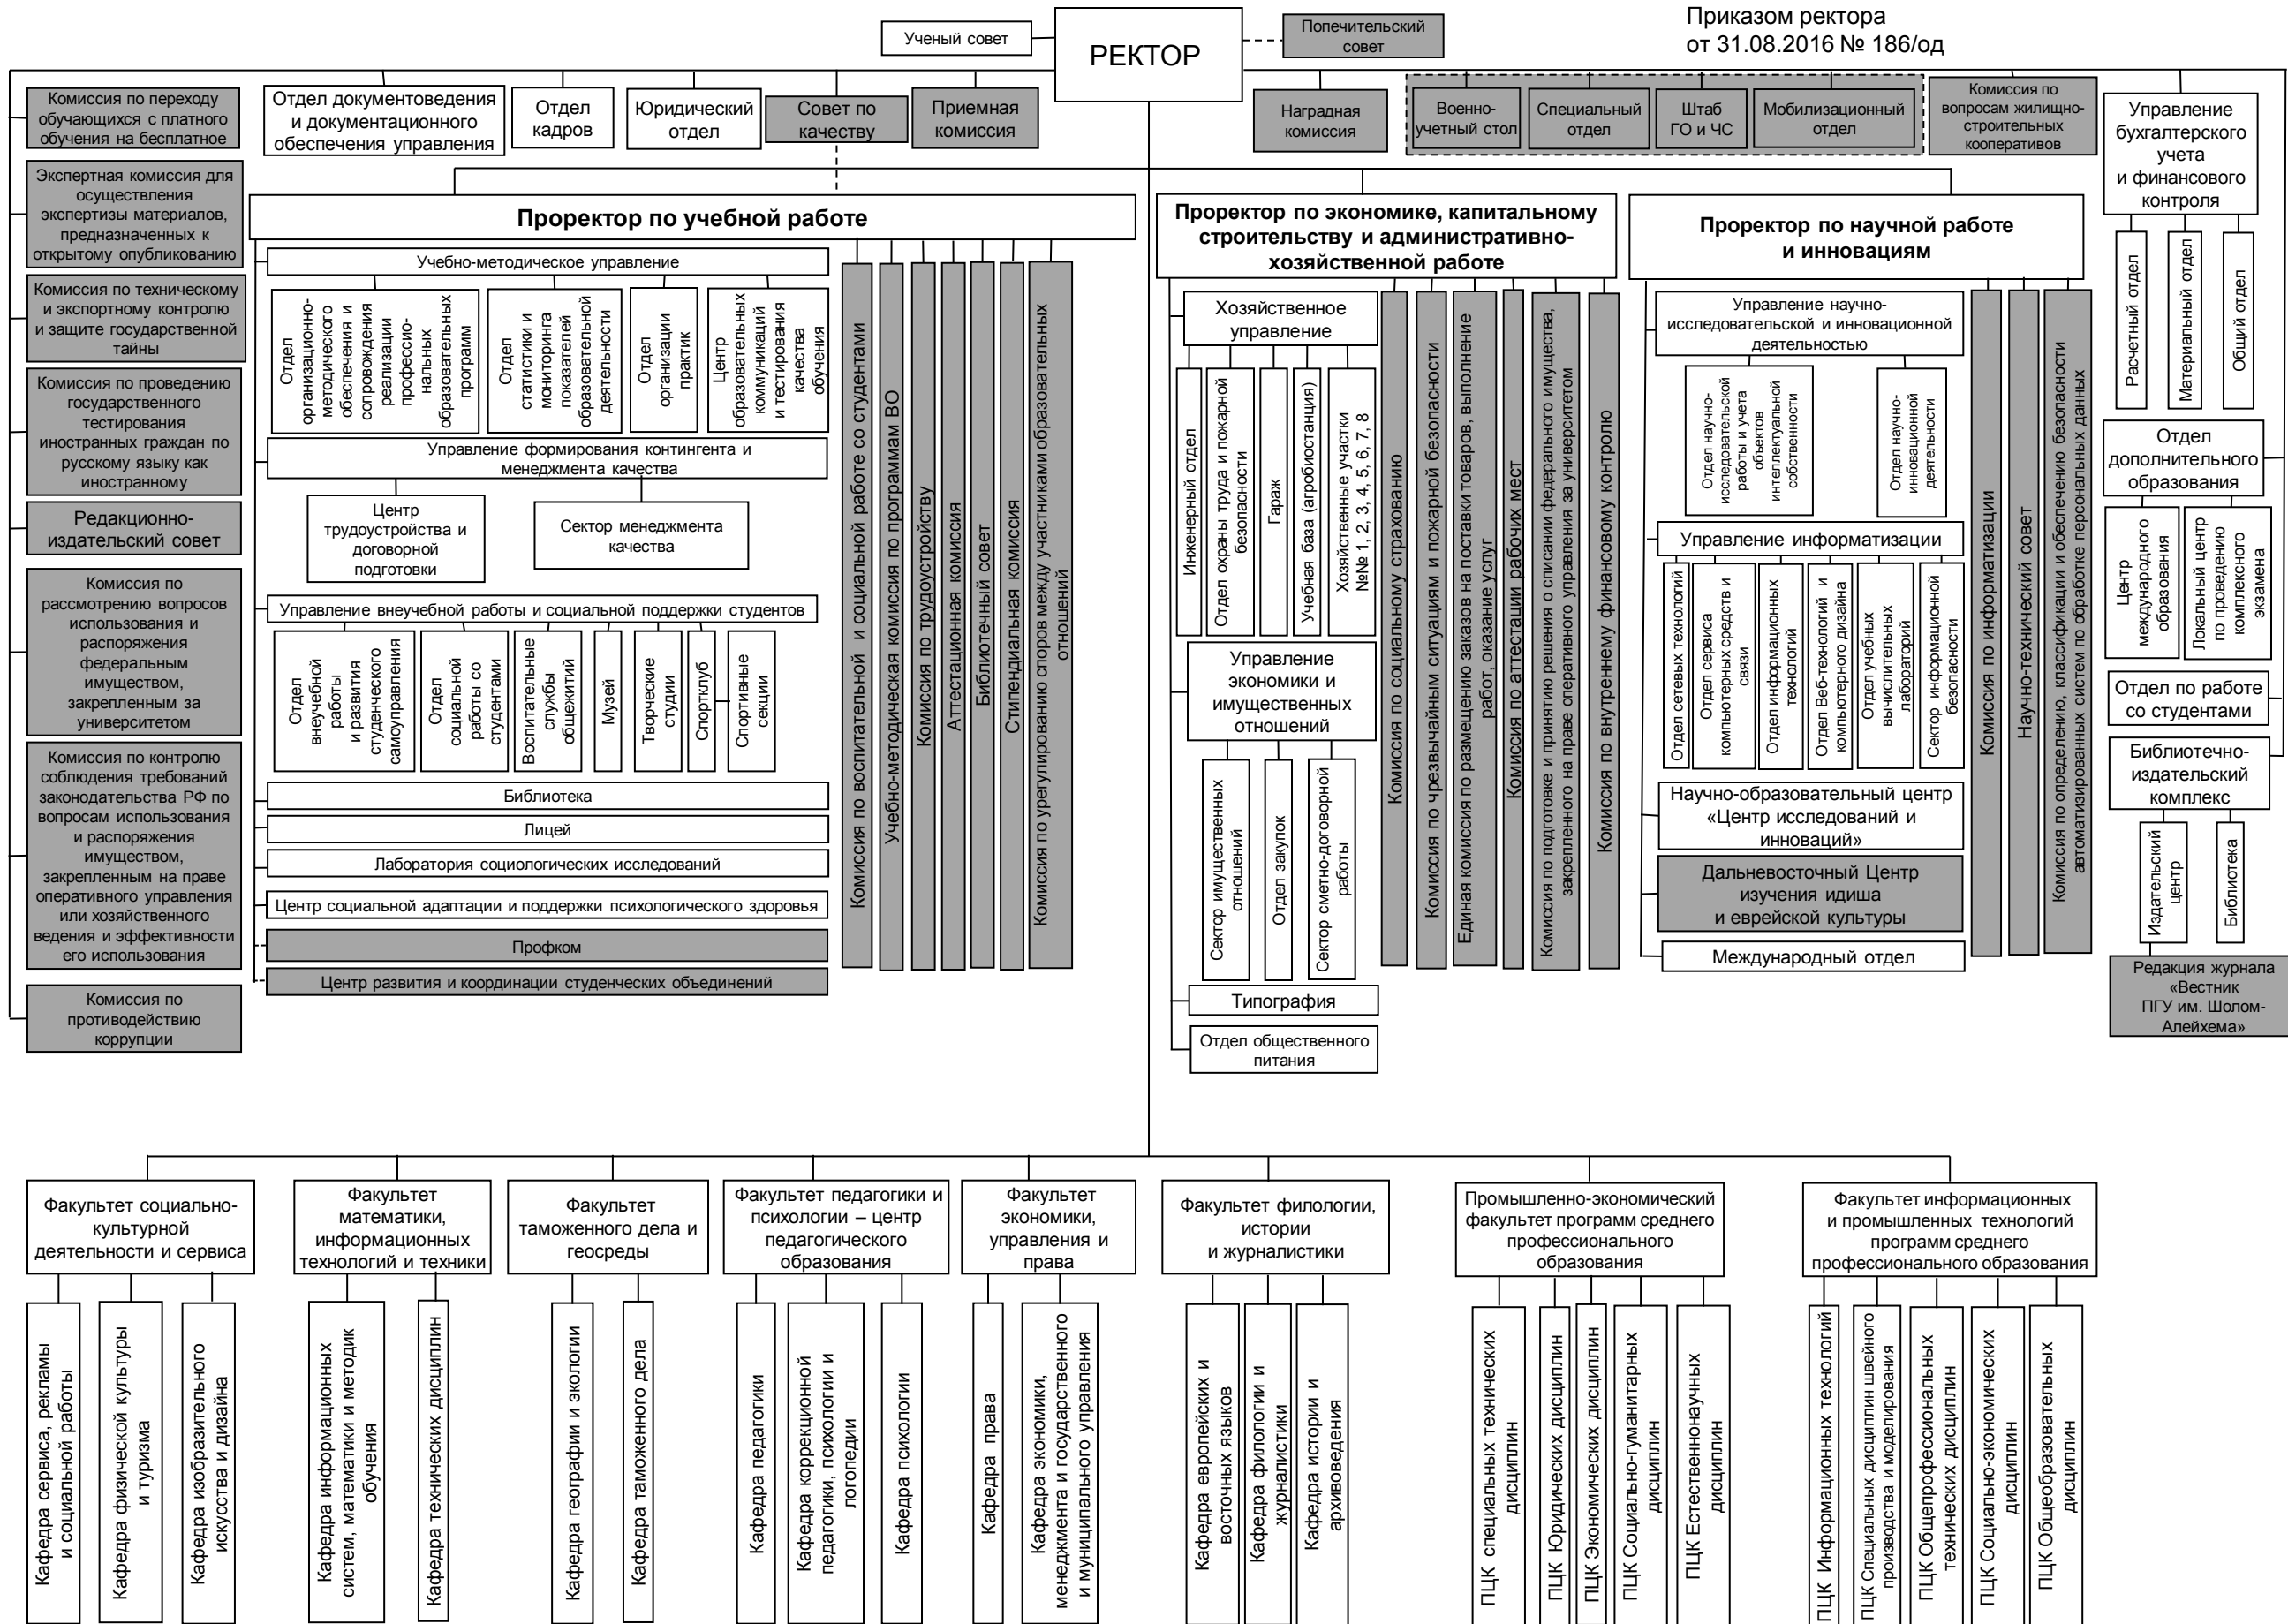 Приказом ректора
от 31.08.2016 № 186/од
Ученый совет
РЕКТОР
Попечительский
совет
Комиссия по переходу
обучающихся с платного
обучения на бесплатное
Отдел документоведения
и документационного
обеспечения управления
Отдел
кадров
Юридический
отдел
Совет по
качеству
Приемная
комиссия
Наградная
комиссия
Военно-
учетный стол
Специальный
отдел
Штаб
ГО и ЧС
Мобилизационный
отдел
Комиссия по
вопросам жилищно-
строительных
кооперативов
Управление
бухгалтерского
учета
и финансового
контроля
Расчетный отдел
Материальный отдел
Общий отдел
Отдел
дополнительного
образования
Центр
международного
образования
Локальный центр
по проведению
комплексного
экзамена
Отдел по работе
со студентами
Библиотечно-
издательский
комплекс
Издательский
центр
Библиотека
Редакция журнала
«Вестник
ПГУ им. Шолом-
Алейхема»
Экспертная комиссия для
осуществления
экспертизы материалов,
предназначенных к
открытому опубликованию
Комиссия по техническому
и экспортному контролю
и защите государственной
тайны
Комиссия по проведению
государственного
тестирования
иностранных граждан по
русскому языку как
иностранному
Редакционно-
издательский совет
Комиссия по
рассмотрению вопросов
использования и
распоряжения
федеральным
имуществом,
закрепленным за
университетом
Комиссия по контролю
соблюдения требований
законодательства РФ по
вопросам использования
и распоряжения
имуществом,
закрепленным на праве
оперативного управления
или хозяйственного
ведения и эффективности
его использования
Комиссия по
противодействию
коррупции
Проректор по учебной работе
Учебно-методическое управление
Отдел
организационно-
методического
обеспечения и
сопровождения
реализации
профессио-
нальных
образовательных
программ
Отдел
статистики и
мониторинга
показателей
образовательной
деятельности
Отдел
организации
практик
Центр
образовательных
коммуникаций
и тестирования
качества
обучения
Управление формирования контингента и
менеджмента качества
Центр
трудоустройства и
договорной
подготовки
Сектор менеджмента
качества
Управление внеучебной работы и социальной поддержки студентов
Отдел
внеучебной
работы
и развития
студенческого
самоуправления
Отдел
социальной
работы со
студентами
Воспитательные
службы
общежитий
Музей
Творческие
студии
Спортклуб
Спортивные
секции
Библиотека
Лицей
Лаборатория социологических исследований
Центр социальной адаптации и поддержки психологического здоровья
Профком
Центр развития и координации студенческих объединений
Комиссия по воспитательной и социальной работе со студентами
Учебно-методическая комиссия по программам ВО
Комиссия по трудоустройству
Аттестационная комиссия
Библиотечный совет
Стипендиальная комиссия
Комиссия по урегулированию споров между участниками образовательных
отношений
Проректор по экономике, капитальному
строительству и административно-
хозяйственной работе
Хозяйственное
управление
Инженерный отдел
Отдел охраны труда и пожарной
безопасности
Гараж
Учебная база (агробиостанция)
Хозяйственные участки
№№ 1, 2, 3, 4, 5, 6, 7, 8
Управление
экономики и
имущественных
отношений
Сектор имущественных
отношений
Отдел закупок
Сектор сметно-договорной
работы
Типография
Отдел общественного
питания
Комиссия по социальному страхованию
Комиссия по чрезвычайным ситуациям и пожарной безопасности
Единая комиссия по размещению заказов на поставки товаров, выполнение
работ, оказание услуг
Комиссия по аттестации рабочих мест
Комиссия по подготовке и принятию решения о списании федерального имущества,
закрепленного на праве оперативного управления за университетом
Комиссия по внутреннему финансовому контролю
Проректор по научной работе
и инновациям
Управление научно-
исследовательской и инновационной
деятельностью
Отдел научно-
исследовательской
работы и учета
объектов
интеллектуальной
собственности
Отдел научно-
инновационной
деятельности
Управление информатизации
Отдел сетевых технологий
Отдел сервиса
компьютерных средств и
связи
Отдел информационных
технологий
Отдел Веб-технологий и
компьютерного дизайна
Отдел учебных
вычислительных
лабораторий
Сектор информационной
безопасности
Научно-образовательный центр
«Центр исследований и
инноваций»
Дальневосточный Центр
изучения идиша
и еврейской культуры
Международный отдел
Комиссия по информатизации
Научно-технический совет
Комиссия по определению, классификации и обеспечению безопасности
автоматизированных систем по обработке персональных данных
Факультет социально-
культурной
деятельности и сервиса
Кафедра сервиса, рекламы
и социальной работы
Кафедра физической культуры
и туризма
Кафедра изобразительного
искусства и дизайна
Факультет
математики,
информационных
технологий и техники
Кафедра информационных
систем, математики и методик
обучения
Кафедра технических дисциплин
Факультет
таможенного дела и
геосреды
Кафедра географии и экологии
Кафедра таможенного дела
Факультет педагогики и
психологии – центр
педагогического
образования
Кафедра педагогики
Кафедра коррекционной
педагогики, психологии и
логопедии
Кафедра психологии
Факультет
экономики,
управления и
права
Кафедра права
Кафедра экономики,
менеджмента и государственного
и муниципального управления
Факультет филологии,
истории
и журналистики
Кафедра европейских и
восточных языков
Кафедра филологии и
журналистики
Кафедра истории и
архивоведения
Промышленно-экономический
факультет программ среднего
профессионального
образования
ПЦК специальных технических
дисциплин
ПЦК Юридических дисциплин
ПЦК Экономических дисциплин
ПЦК Социально-гуманитарных
дисциплин
ПЦК Естественнонаучных
дисциплин
Факультет информационных
и промышленных технологий
программ среднего
профессионального образования
ПЦК Информационных технологий
ПЦК Специальных дисциплин швейного
производства и моделирования
ПЦК Общепрофессиональных
технических дисциплин
ПЦК Социально-экономических
дисциплин
ПЦК Общеобразовательных
дисциплин